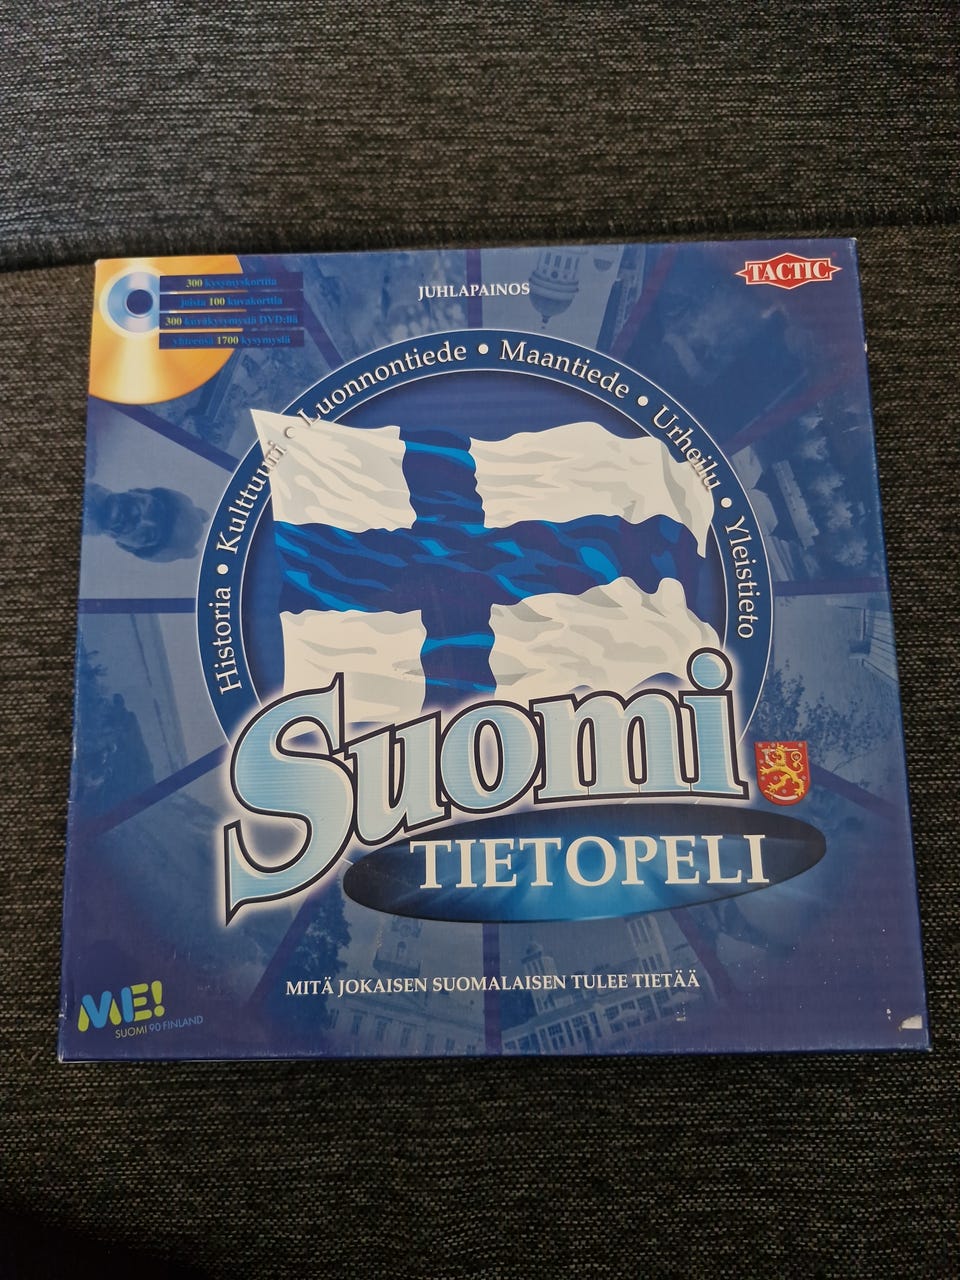 300 kysymyskorttia
joista 100 kuvakorttia
300 kuvakysymystä DVD:llä
yhteensä 1700 kysymystä
JUHLAPAINOS
TACTIC
Historia • Kulttuuri • Luonnontiede • Maantiede • Urheilu • Yleistieto
Suomi
TIETOPELI
MITÄ JOKAISEN SUOMALAISEN TULEE TIETÄÄ
ME!
SUOMI 90 FINLAND